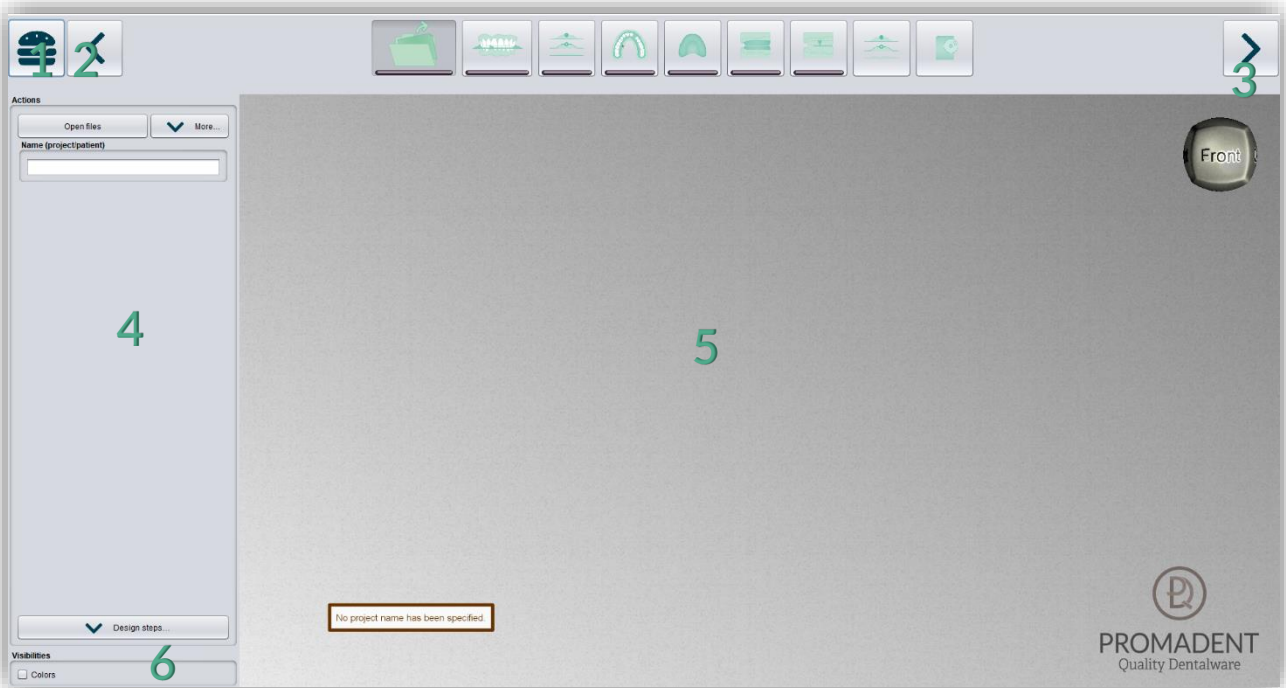 1
2
3
Actions
Open files
More...
Name (project/patient)
Front
4
5
No project name has been specified.
Design steps...
Visibilities
6
Colors
PROMADENT
Quality Dentalware